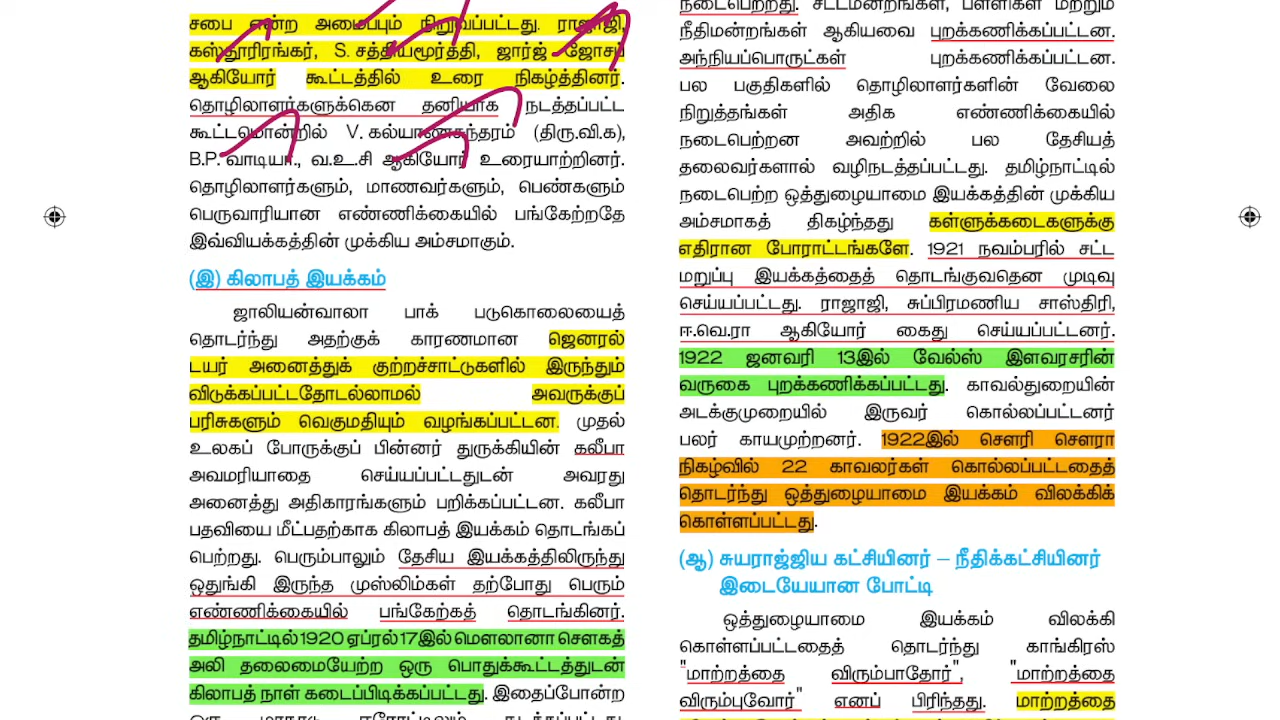 சபை என்ற அமைப்பும் நிறுவப்பட்டது. ராஜாஜி,
கஸ்தூரிரங்கர், S. சத்தியமூர்த்தி, ஜார்ஜ் ஜோசப்
ஆகியோர் கூட்டத்தில் உரை நிகழ்த்தினர்.
தொழிலாளர்களுக்கென தனியாக நடத்தப்பட்ட
கூட்டமொன்றில் V. கல்யாணசுந்தரம் (திரு.வி.க),
B.P. வாடியா., வ.உ.சி ஆகியோர் உரையாற்றினர்.
தொழிலாளர்களும், மாணவர்களும், பெண்களும்
பெருவாரியான எண்ணிக்கையில் பங்கேற்றதே
இவ்வியக்கத்தின் முக்கிய அம்சமாகும்.
(இ) கிலாபத் இயக்கம்
ஜாலியன்வாலா பாக் படுகொலையைத்
தொடர்ந்து அதற்குக் காரணமான ஜெனரல்
டயர் அனைத்துக் குற்றச்சாட்டுகளில் இருந்தும்
விடுக்கப்பட்டதோடல்லாமல் அவருக்குப்
பரிசுகளும் வெகுமதியும் வழங்கப்பட்டன. முதல்
உலகப் போருக்குப் பின்னர் துருக்கியின் கலீபா
அவமரியாதை செய்யப்பட்டதுடன் அவரது
அனைத்து அதிகாரங்களும் பறிக்கப்பட்டன. கலீபா
பதவியை மீட்பதற்காக கிலாபத் இயக்கம் தொடங்கப்
பெற்றது. பெரும்பாலும் தேசிய இயக்கத்திலிருந்து
ஒதுங்கி இருந்த முஸ்லிம்கள் தற்போது பெரும்
எண்ணிக்கையில் பங்கேற்கத் தொடங்கினர்.
தமிழ்நாட்டில் 1920 ஏப்ரல் 17இல் மௌலானா சௌகத்
அலி தலைமையேற்ற ஒரு பொதுக்கூட்டத்துடன்
கிலாபத் நாள் கடைப்பிடிக்கப்பட்டது. இதைப்போன்ற
நடைபெற்றது. சட்டமன்றங்கள், பள்ளிகள் மற்றும்
நீதிமன்றங்கள் ஆகியவை புறக்கணிக்கப்பட்டன.
அந்நியப்பொருட்கள் புறக்கணிக்கப்பட்டன.
பல பகுதிகளில் தொழிலாளர்களின் வேலை
நிறுத்தங்கள் அதிக எண்ணிக்கையில்
நடைபெற்றன அவற்றில் பல தேசியத்
தலைவர்களால் வழிநடத்தப்பட்டது. தமிழ்நாட்டில்
நடைபெற்ற ஒத்துழையாமை இயக்கத்தின் முக்கிய
அம்சமாகத் திகழ்ந்தது கள்ளுக்கடைகளுக்கு
எதிரான போராட்டங்களே. 1921 நவம்பரில் சட்ட
மறுப்பு இயக்கத்தைத் தொடங்குவதென முடிவு
செய்யப்பட்டது. ராஜாஜி, சுப்பிரமணிய சாஸ்திரி,
ஈ.வெ.ரா ஆகியோர் கைது செய்யப்பட்டனர்.
1922 ஜனவரி 13இல் வேல்ஸ் இளவரசரின்
வருகை புறக்கணிக்கப்பட்டது. காவல்துறையின்
அடக்குமுறையில் இருவர் கொல்லப்பட்டனர்
பலர் காயமுற்றனர். 1922இல் சௌரி சௌரா
நிகழ்வில் 22 காவலர்கள் கொல்லப்பட்டதைத்
தொடர்ந்து ஒத்துழையாமை இயக்கம் விலக்கிக்
கொள்ளப்பட்டது.
(ஆ) சுயராஜ்ஜிய கட்சியினர் – நீதிக்கட்சியினர்
இடையேயான போட்டி
ஒத்துழையாமை இயக்கம் விலக்கி
கொள்ளப்பட்டதைத் தொடர்ந்து காங்கிரஸ்
"மாற்றத்தை விரும்பாதோர்", "மாற்றத்தை
விரும்புவோர்" எனப் பிரிந்தது. மாற்றத்தை